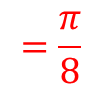 = π/8